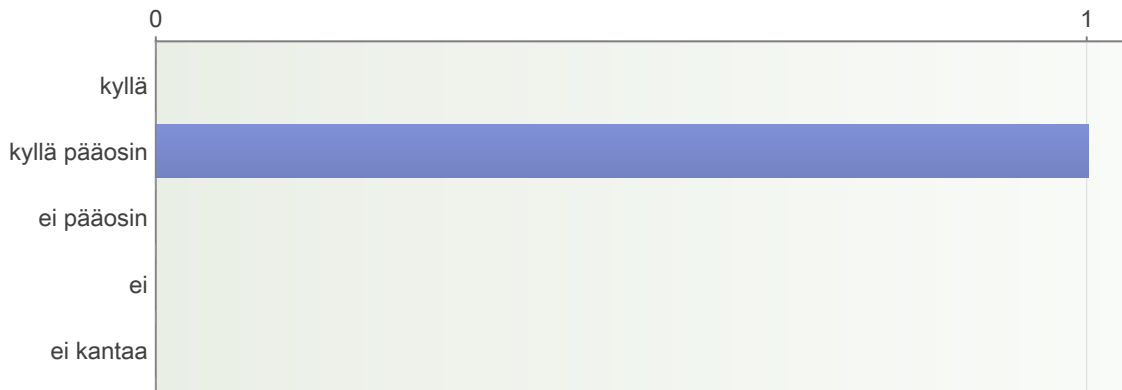 0 1
kyllä
kyllä pääosin
ei pääosin
ei
ei kantaa